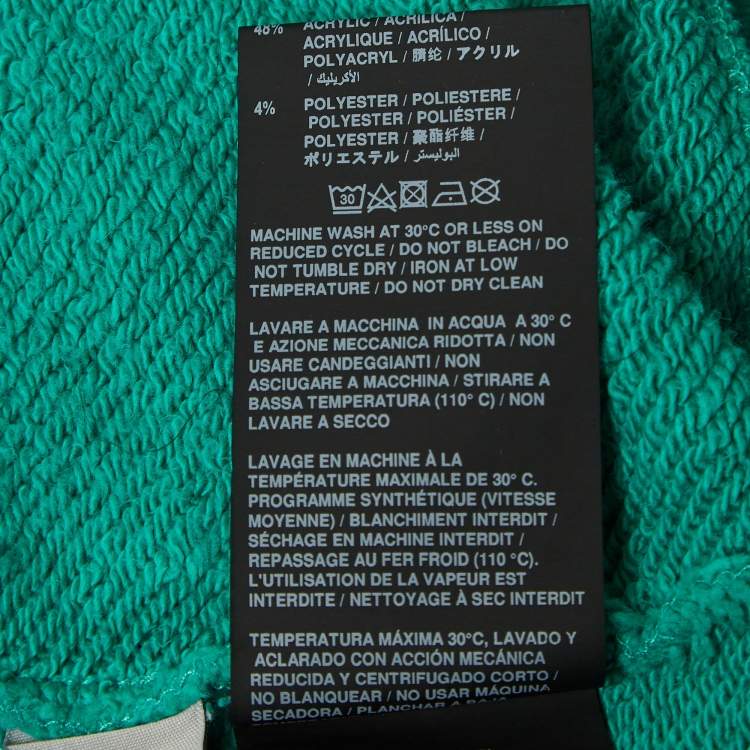 48% ACRYLIC / ACRILICA /
ACRYLIQUE / ACRÍLICO /
POLYACRYL / 腈纶 / アクリル
/ الأكريليك
4% POLYESTER / POLIESTERE /
POLYESTER / POLIÉSTER /
POLYESTER / 聚酯纤维 /
ポリエステル / البوليستر
30
MACHINE WASH AT 30°C OR LESS ON
REDUCED CYCLE / DO NOT BLEACH / DO
NOT TUMBLE DRY / IRON AT LOW
TEMPERATURE / DO NOT DRY CLEAN
LAVARE A MACCHINA IN ACQUA A 30° C
E AZIONE MECCANICA RIDOTTA / NON
USARE CANDEGGIANTI / NON
ASCIUGARE A MACCHINA / STIRARE A
BASSA TEMPERATURA (110° C) / NON
LAVARE A SECCO
LAVAGE EN MACHINE À LA
TEMPÉRATURE MAXIMALE DE 30° C.
PROGRAMME SYNTHÉTIQUE (VITESSE
MOYENNE) / BLANCHIMENT INTERDIT /
SÉCHAGE EN MACHINE INTERDIT /
REPASSAGE AU FER FROID (110 °C).
L'UTILISATION DE LA VAPEUR EST
INTERDITE / NETTOYAGE À SEC INTERDIT
TEMPERATURA MÁXIMA 30°C, LAVADO Y
ACLARADO CON ACCIÓN MECÁNICA
REDUCIDA Y CENTRIFUGADO CORTO /
NO BLANQUEAR / NO USAR MÁQUINA
SECADORA / PLANCHAR A BAJA